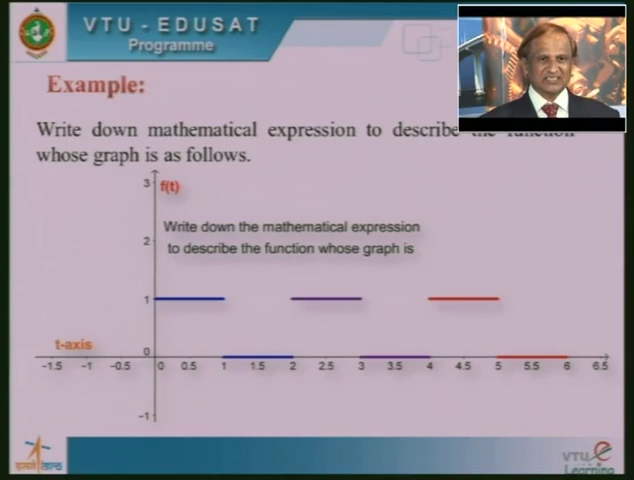 VTU - EDUSAT
Programme
Example:
Write down mathematical expression to describe the function
whose graph is as follows.
3
f(t)
Write down the mathematical expression
to describe the function whose graph is
2
1
t-axis
0
-1.5 -1 -0.5 0 0.5 1 1.5 2 2.5 3 3.5 4 4.5 5 5.5 6 6.5
-1
VTU e
Learning